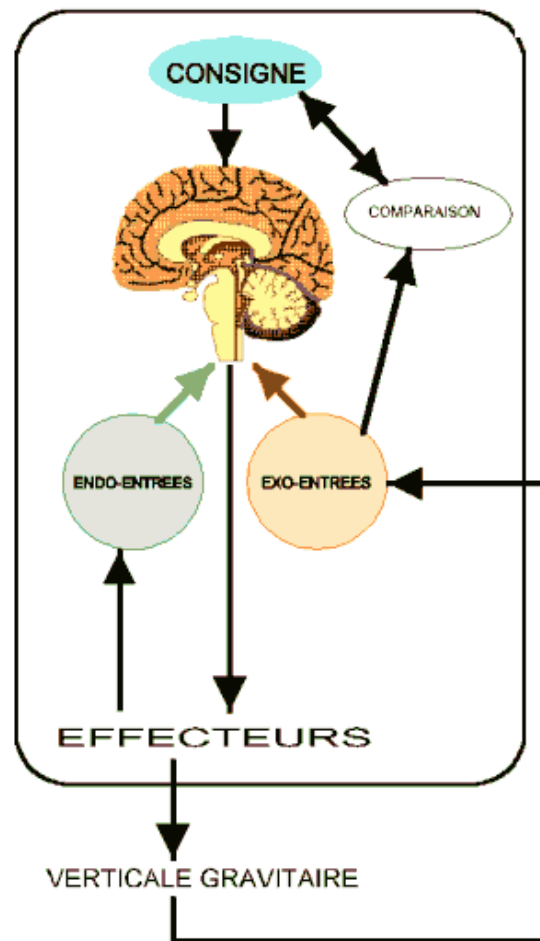 CONSIGNE
COMPARAISON
ENDO-ENTREES
EXO-ENTREES
EFFECTEURS
VERTICALE GRAVITAIRE